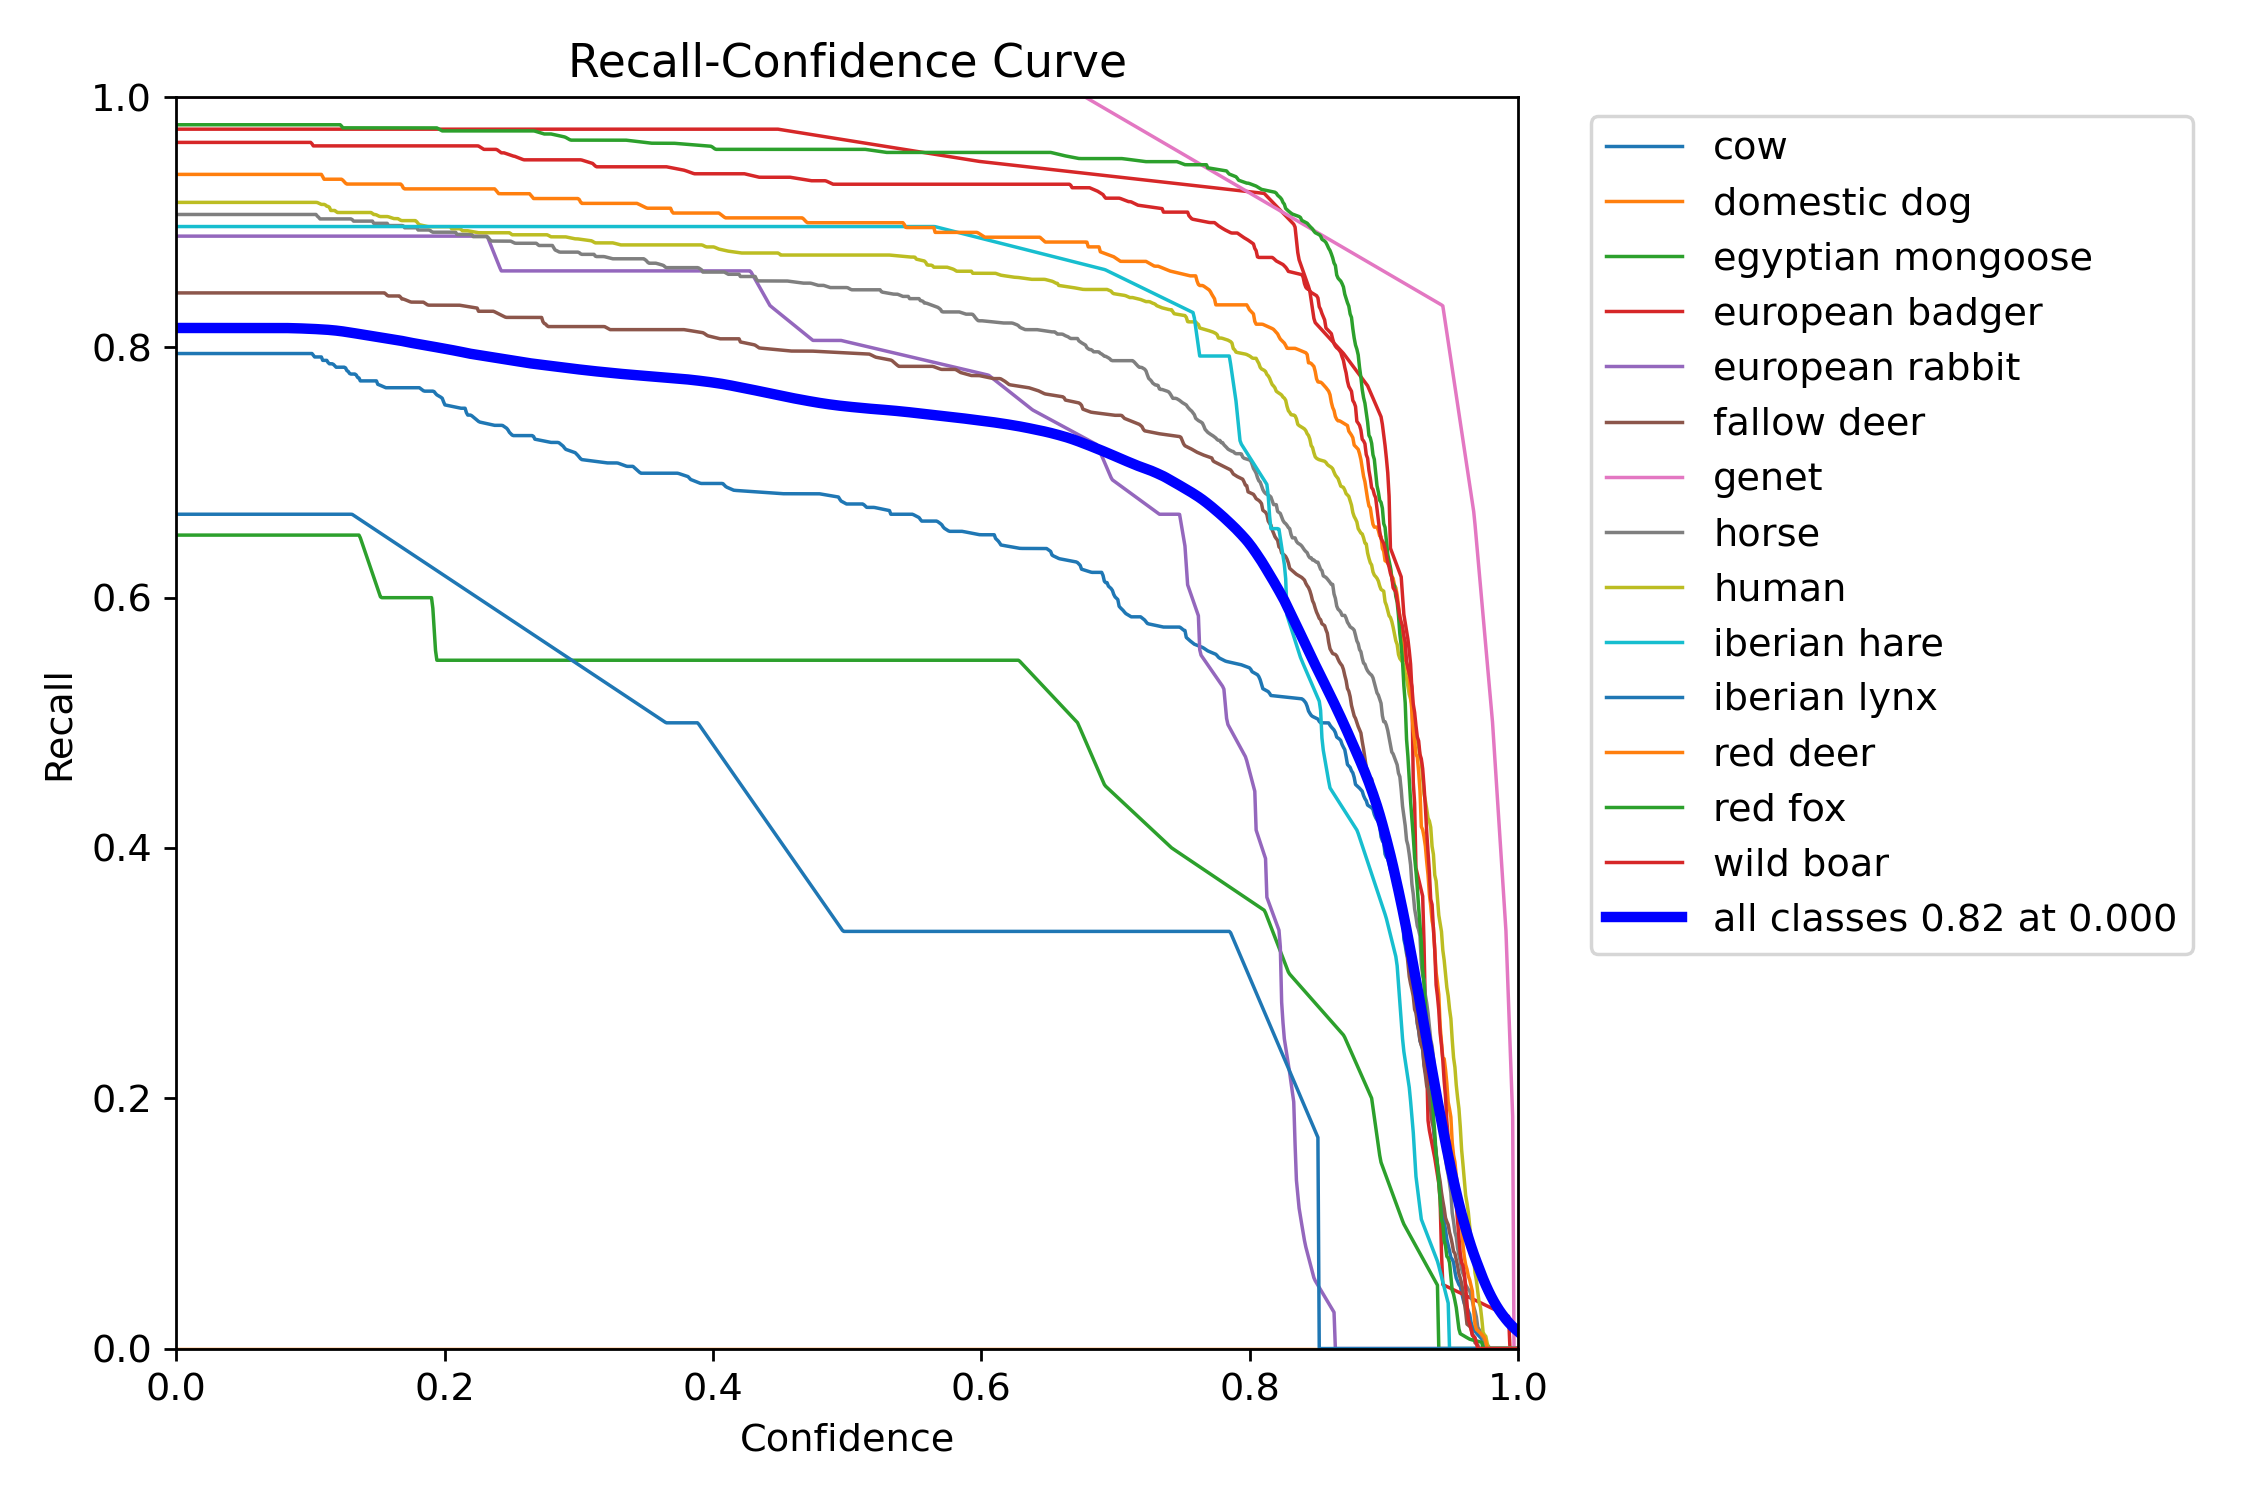 Recall-Confidence Curve
1.0
0.8
0.6
0.4
0.2
0.0
Recall
0.0 0.2 0.4 0.6 0.8 1.0
Confidence
cow
domestic dog
egyptian mongoose
european badger
european rabbit
fallow deer
genet
horse
human
iberian hare
iberian lynx
red deer
red fox
wild boar
all classes 0.82 at 0.000